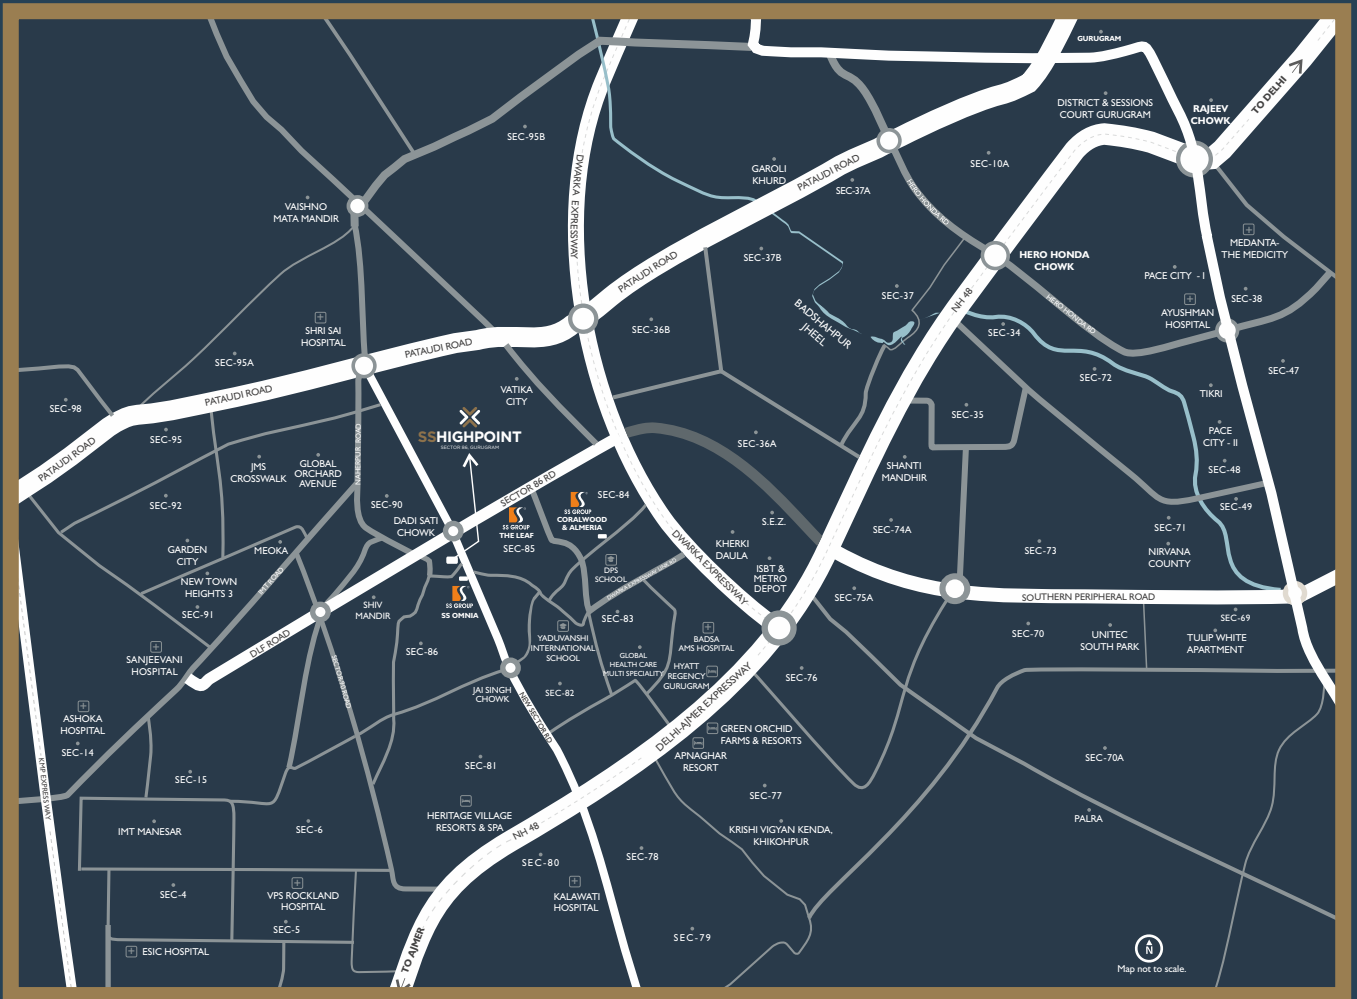 GURUGRAM
DISTRICT & SESSIONS
COURT GURUGRAM
RAJEEV
CHOWK
TO DELHI
SEC-95B
DWARKA EXPRESSWAY
GAROLI
KHURD
PATAUDI ROAD
SEC-37A
SEC-10A
HERO HONDA RD
VAISHNO
MATA MANDIR
MEDANTA-
THE MEDICITY
HERO HONDA
CHOWK
PATAUDI ROAD
SEC-37B
PACE CITY - I
SEC-38
SEC-37
NH 48
HERO HONDA RD
AYUSHMAN
HOSPITAL
BADSHAHPUR
JHEEL
SHRI SAI
HOSPITAL
SEC-36B
SEC-34
PATAUDI ROAD
SEC-95A
SEC-72
SEC-47
PATAUDI ROAD
VATIKA
CITY
TIKRI
SEC-98
SEC-35
SSHIGHPOINT
SECTOR 86, GURUGRAM
SEC-95
SEC-36A
PACE
CITY - II
PATAUDI ROAD
NAHERPUR ROAD
JMS
CROSSWALK
GLOBAL
ORCHARD
AVENUE
SHANTI
MANDHIR
SEC-48
SECTOR 86 RD
SEC-84
SEC-92
SEC-90
SS GROUP
CORALWOOD
& ALMERIA
SEC-49
DADI SATI
CHOWK
SS GROUP
THE LEAF
S.E.Z.
SEC-74A
SEC-71
SEC-85
GARDEN
CITY
MEOKA
KHERKI
DAULA
SEC-73
NIRVANA
COUNTY
DWARKA EXPRESSWAY
NEW TOWN
HEIGHTS 3
DPS
SCHOOL
ISBT &
METRO
DEPOT
SEC-75A
SOUTHERN PERIPHERAL ROAD
SEC-91
SHIV
MANDIR
SS GROUP
SS OMNIA
SEC-83
SEC-69
DLF ROAD
SEC-70
UNITEC
SOUTH PARK
TULIP WHITE
APARTMENT
SEC-86
YADUVANSHI
INTERNATIONAL
SCHOOL
BADSA
AMS HOSPITAL
SANJEEVANI
HOSPITAL
GLOBAL
HEALTH CARE
MULTI SPECIALITY
HYATT
REGENCY
GURUGRAM
SEC-76
JAI SINGH
CHOWK
SEC-82
NEW SECTOR RD
DELHI-AJMER EXPRESSWAY
ASHOKA
HOSPITAL
GREEN ORCHID
FARMS & RESORTS
SEC-14
APNAGHAR
RESORT
SEC-70A
SEC-81
KMP EXPRESS WAY
SEC-15
SEC-77
HERITAGE VILLAGE
RESORTS & SPA
PALRA
IMT MANESAR
SEC-6
NH 48
KRISHI VIGYAN KENDA,
KHIKOHPUR
SEC-80
SEC-78
SEC-4
VPS ROCKLAND
HOSPITAL
KALAWATI
HOSPITAL
SEC-5
SEC-79
ESIC HOSPITAL
TO AJMER
N
Map not to scale.